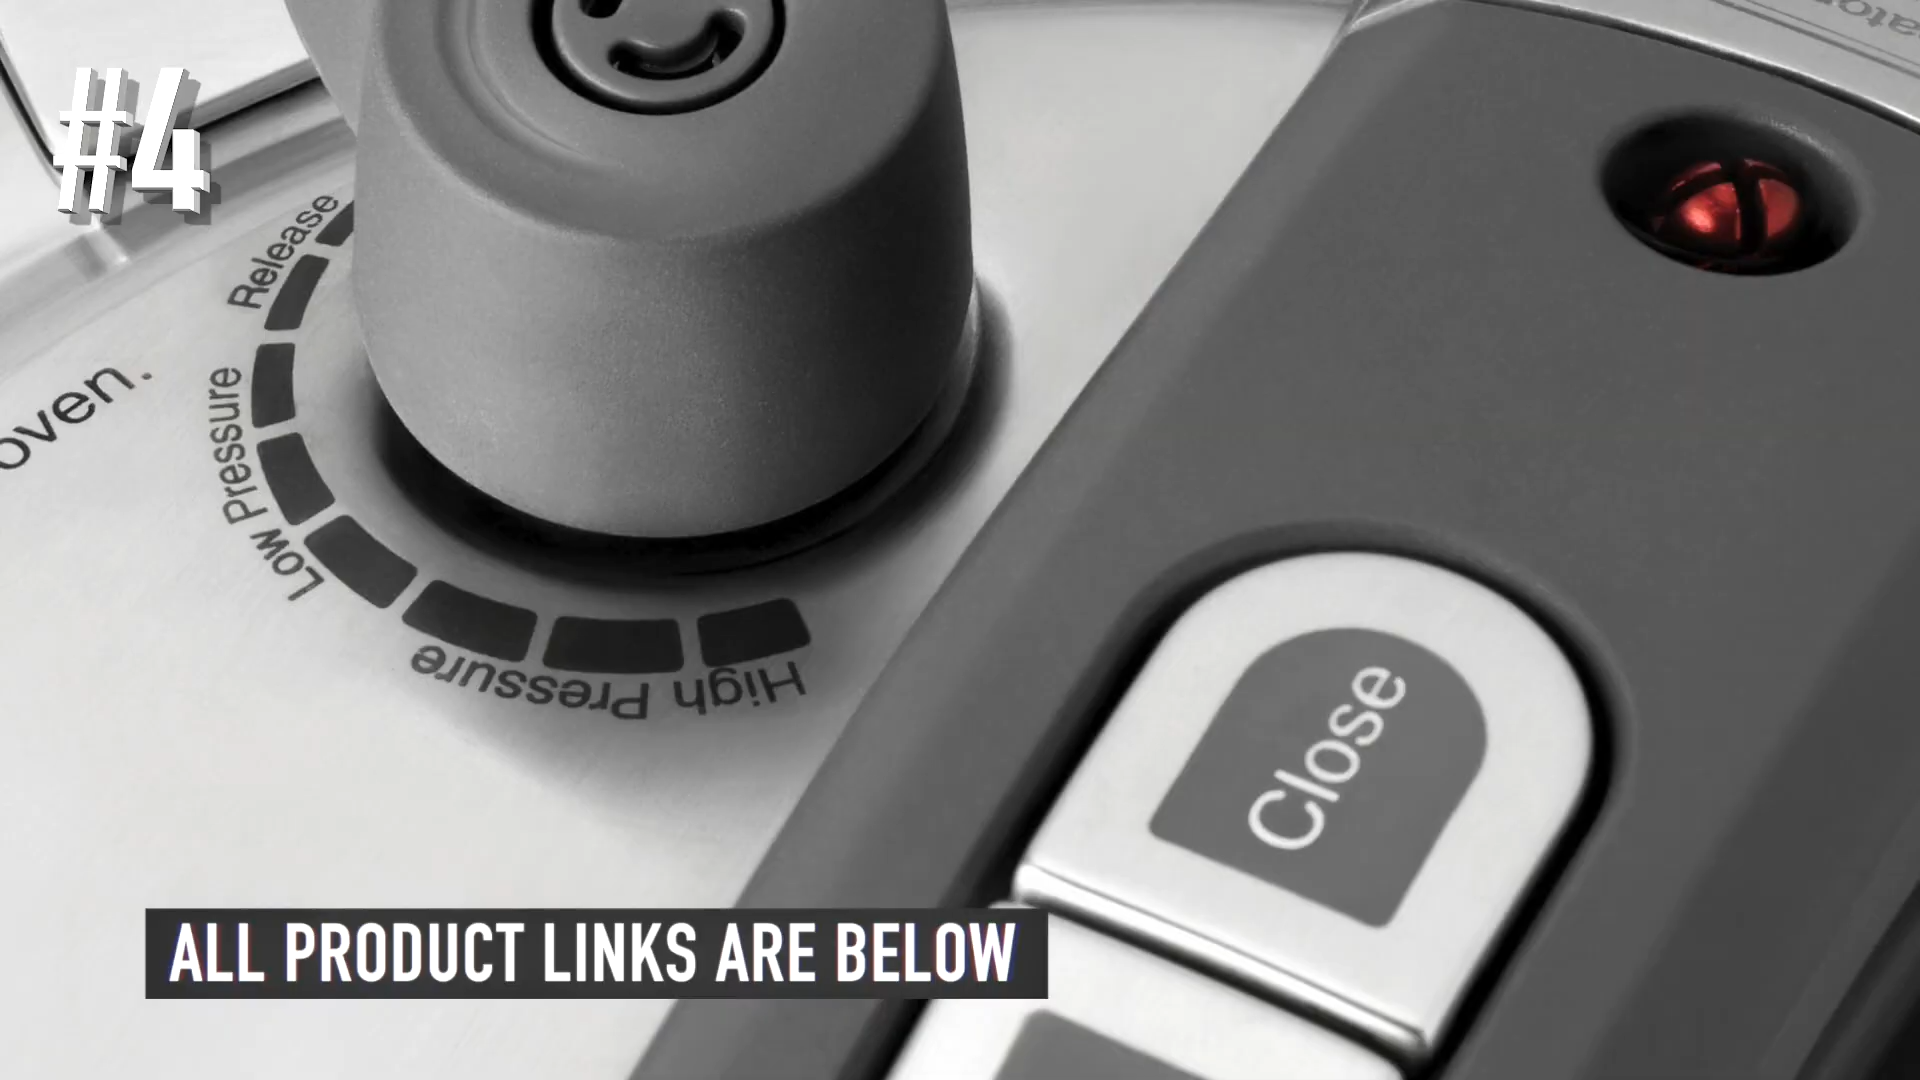 #4
Release
oven.
Low Pressure
High Pressure
Close
ALL PRODUCT LINKS ARE BELOW